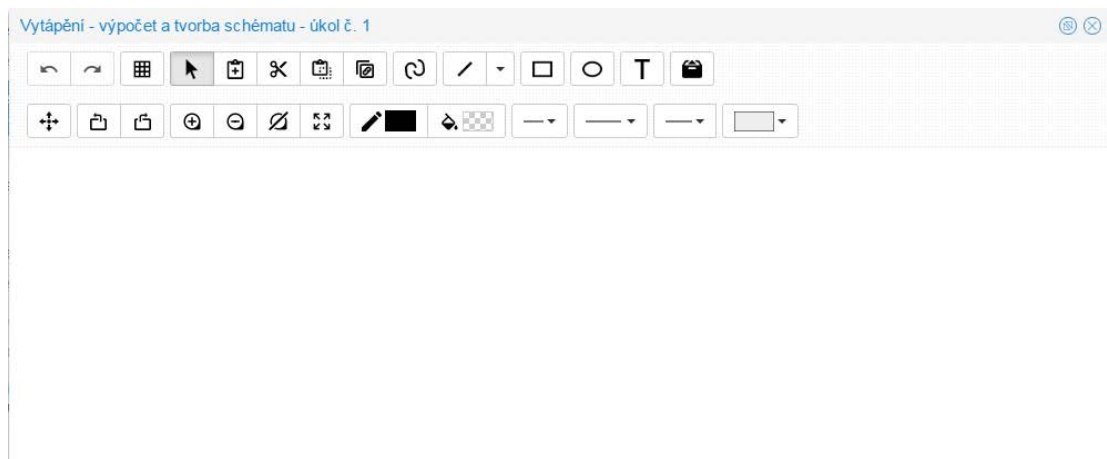 Vytápění - výpočet a tvorba schématu - úkol č. 1
T